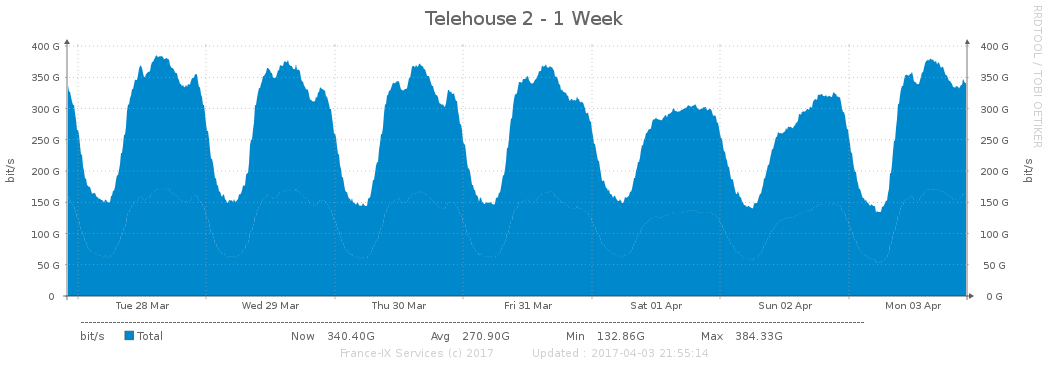 Telehouse 2 - 1 Week
RRDTOOL / TOBI OETIKER
400 G 400 G
350 G 350 G
300 G 300 G
250 G 250 G
200 G 200 G
150 G 150 G
100 G 100 G
50 G 50 G
0 0 G
bit/s bit/s
Tue 28 Mar Wed 29 Mar Thu 30 Mar Fri 31 Mar Sat 01 Apr Sun 02 Apr Mon 03 Apr
bit/s Total Now 340.40G Avg 270.90G Min 132.86G Max 384.33G
France-IX Services (c) 2017 Updated : 2017-04-03 21:55:14